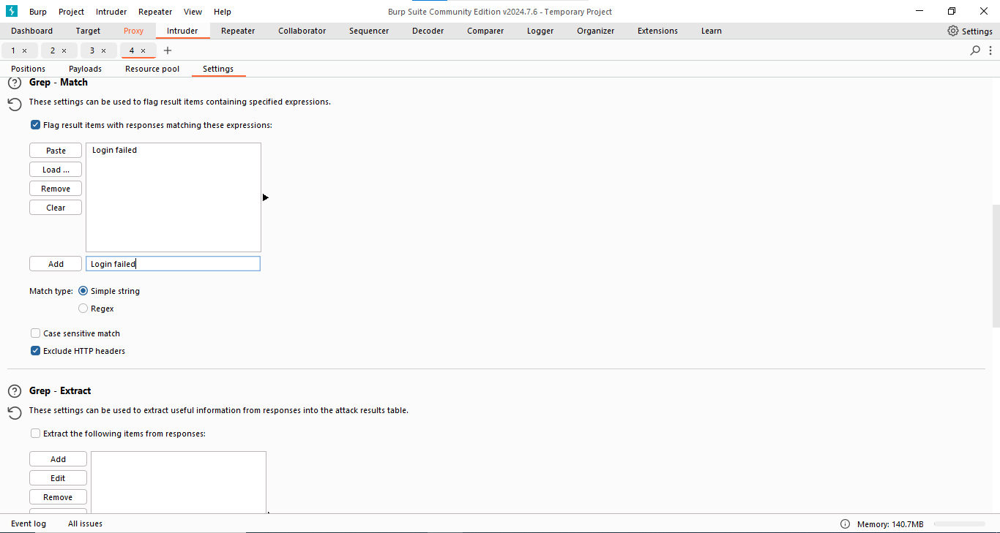 Burp Project Intruder Repeater View Help Burp Suite Community Edition v2024.7.6 - Temporary Project
Dashboard Target Proxy Intruder Repeater Collaborator Sequencer Decoder Comparer Logger Organizer Extensions Learn Settings
1 × 2 × 3 × 4 × +
Positions Payloads Resource pool Settings
Grep - Match
These settings can be used to flag result items containing specified expressions.
Flag result items with responses matching these expressions:
Paste Login failed
Load ...
Remove
Clear
Add Login failed
Match type: Simple string
Regex
Case sensitive match
Exclude HTTP headers
Grep - Extract
These settings can be used to extract useful information from responses into the attack results table.
Extract the following items from responses:
Add
Edit
Remove
Event log All issues Memory: 140.7MB